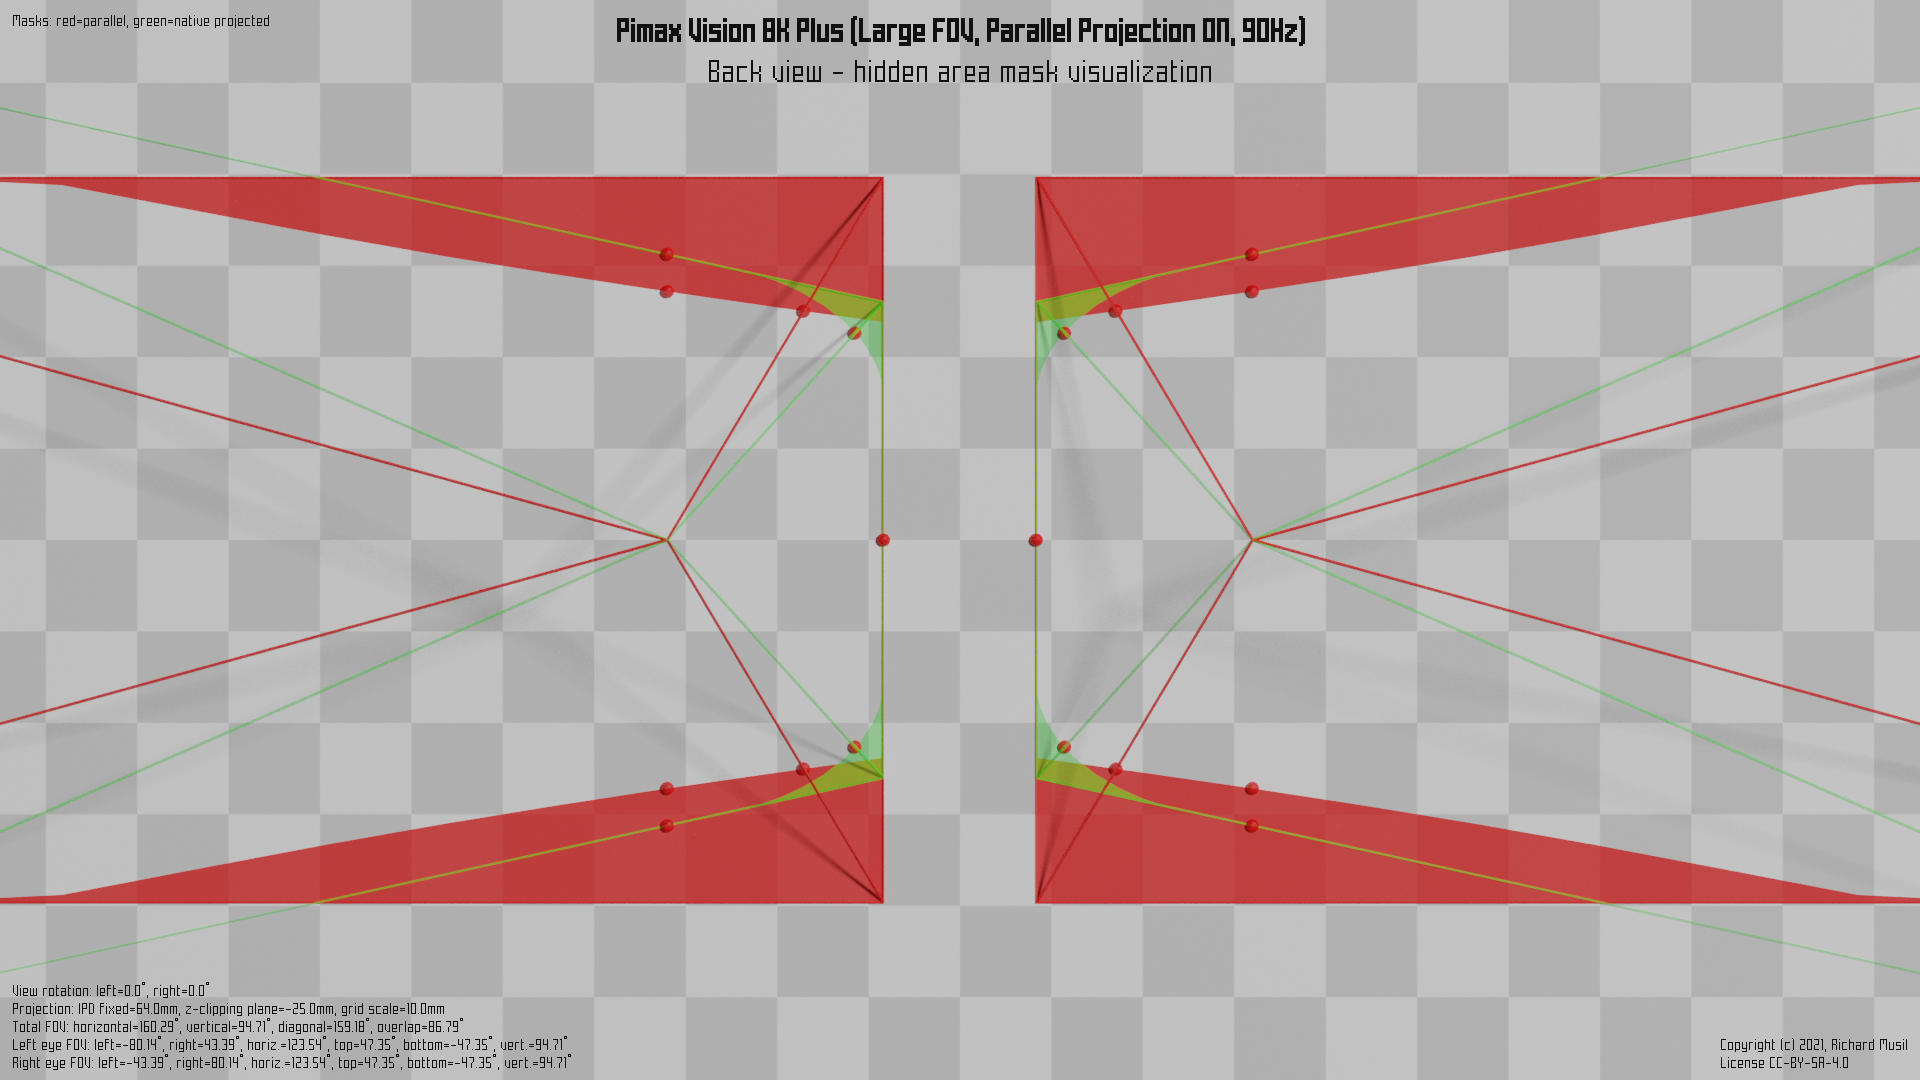 Masks: red=parallel, green=native projected
Pimax Vision 8K Plus (Large FOV, Parallel Projection ON, 90Hz)
Back view - hidden area mask visualization
View rotation: left=0.0°, right=0.0°
Projection: IPD fixed=64.0mm, z-clipping plane=-25.0mm, grid scale=10.0mm
Total FOV: horizontal=160.29°, vertical=94.71°, diagonal=159.18°, overlap=86.79°
Left eye FOV: left=-80.14°, right=43.39°, horiz.=123.54°, top=47.35°, bottom=-47.35°, vert.=94.71°
Right eye FOV: left=-43.39°, right=80.14°, horiz.=123.54°, top=47.35°, bottom=-47.35°, vert.=94.71°
Copyright (c) 2021, Richard Musil
License CC-BY-SA-4.0